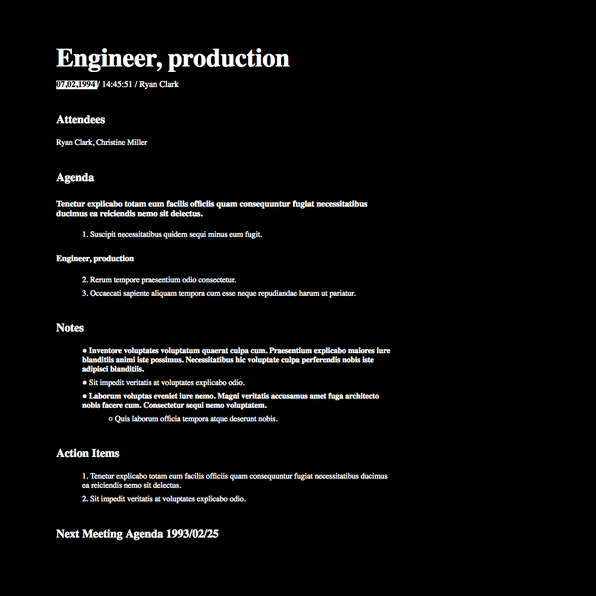 Engineer, production
07,02,1994 / 14:45:51 / Ryan Clark
Attendees
Ryan Clark, Christine Miller
Agenda
Tenetur explicabo totam eum facilis officiis quam consequuntur fugiat necessitatibus
ducimus ea reiciendis nemo sit delectus.
1. Suscipit necessitatibus quidem sequi minus eum fugit.
Engineer, production
2. Rerum tempore praesentium odio consectetur.
3. Occaecati sapiente aliquam tempora cum esse neque repudiandae harum ut pariatur.
Notes
● Inventore voluptates voluptatum quaerat culpa cum. Praesentium explicabo maiores iure
blanditiis animi iste possimus. Necessitatibus hic voluptate culpa perferendis nobis iste
adipisci blanditiis.
● Sit impedit veritatis at voluptates explicabo odio.
● Laborum voluptas eveniet iure nemo. Magni veritatis accusamus amet fuga architecto
nobis facere cum. Consectetur sequi nemo voluptatem.
○ Quis laborum officia tempora atque deserunt nobis.
Action Items
1. Tenetur explicabo totam eum facilis officiis quam consequuntur fugiat necessitatibus ducimus
ea reiciendis nemo sit delectus.
2. Sit impedit veritatis at voluptates explicabo odio.
Next Meeting Agenda 1993/02/25